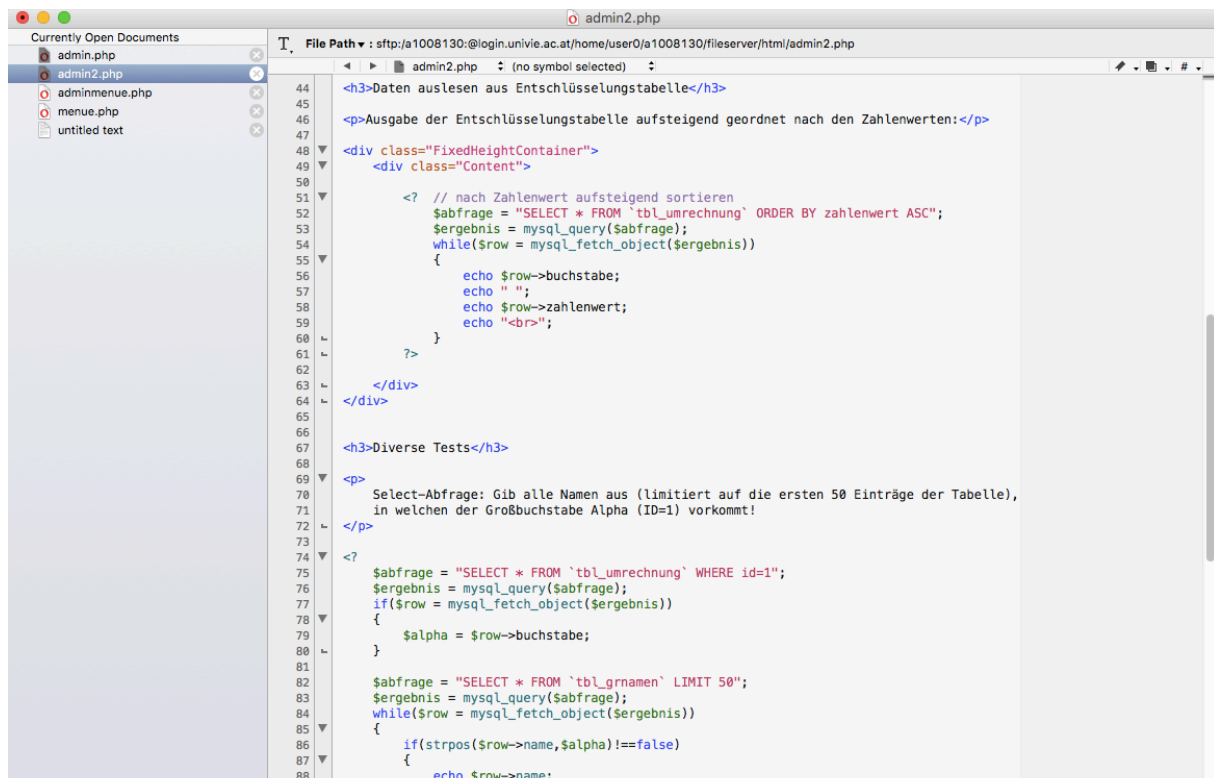 admin2.php
Currently Open Documents
admin.php
admin2.php
adminmenue.php
menue.php
untitled text
T. File Path ▾ : sftp:/a1008130:@login.univie.ac.at/home/user0/a1008130/fileserver/html/admin2.php
admin2.php (no symbol selected) #
44 <h3>Daten auslesen aus Entschlüsselungstabelle</h3>
45
46 <p>Ausgabe der Entschlüsselungstabelle aufsteigend geordnet nach den Zahlenwerten:</p>
47
48 <div class="FixedHeightContainer">
49 <div class="Content">
50
51 <? // nach Zahlenwert aufsteigend sortieren
52 $abfrage = "SELECT * FROM `tbl_umrechnung` ORDER BY zahlenwert ASC";
53 $ergebnis = mysql_query($abfrage);
54 while($row = mysql_fetch_object($ergebnis))
55 {
56 echo $row->buchstabe;
57 echo " ";
58 echo $row->zahlenwert;
59 echo "<br>";
60 }
61 ?>
62
63 </div>
64 </div>
65
66
67 <h3>Diverse Tests</h3>
68
69 <p>
70 Select-Abfrage: Gib alle Namen aus (limitiert auf die ersten 50 Einträge der Tabelle),
71 in welchen der Großbuchstabe Alpha (ID=1) vorkommt!
72 </p>
73
74 <?
75 $abfrage = "SELECT * FROM `tbl_umrechnung` WHERE id=1";
76 $ergebnis = mysql_query($abfrage);
77 if($row = mysql_fetch_object($ergebnis))
78 {
79 $alpha = $row->buchstabe;
80 }
81
82 $abfrage = "SELECT * FROM `tbl_grnamen` LIMIT 50";
83 $ergebnis = mysql_query($abfrage);
84 while($row = mysql_fetch_object($ergebnis))
85 {
86 if(strpos($row->name,$alpha)!==false)
87 {
88 echo $row->name;